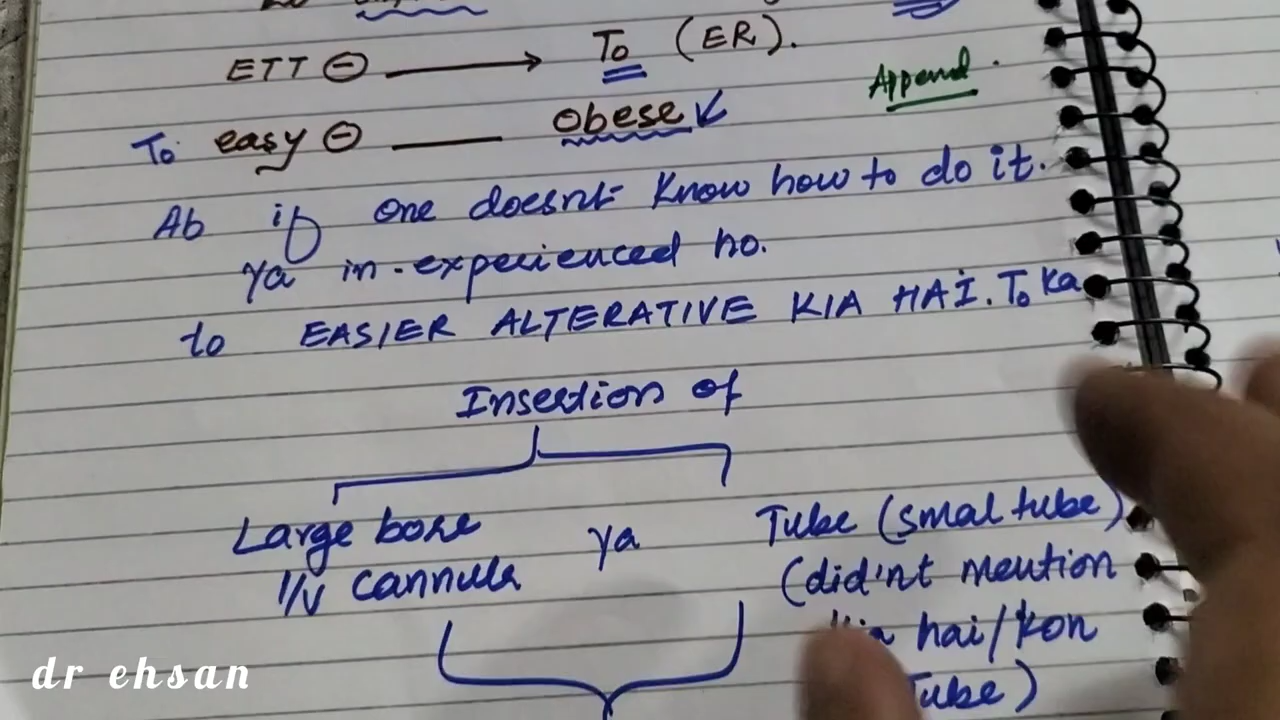 ETT ⊖ → To (ER).
Append.
To easy ⊖ — Obese
Ab if one doesnt Know how to do it.
Ya in-experienced ho.
to EASIER ALTERATIVE KIA HAI. To Ka
Insertion of
Large bore ya Tube (smal tube)
I/V cannula (did'nt mention
hai/kon
Tube)
dr ehsan